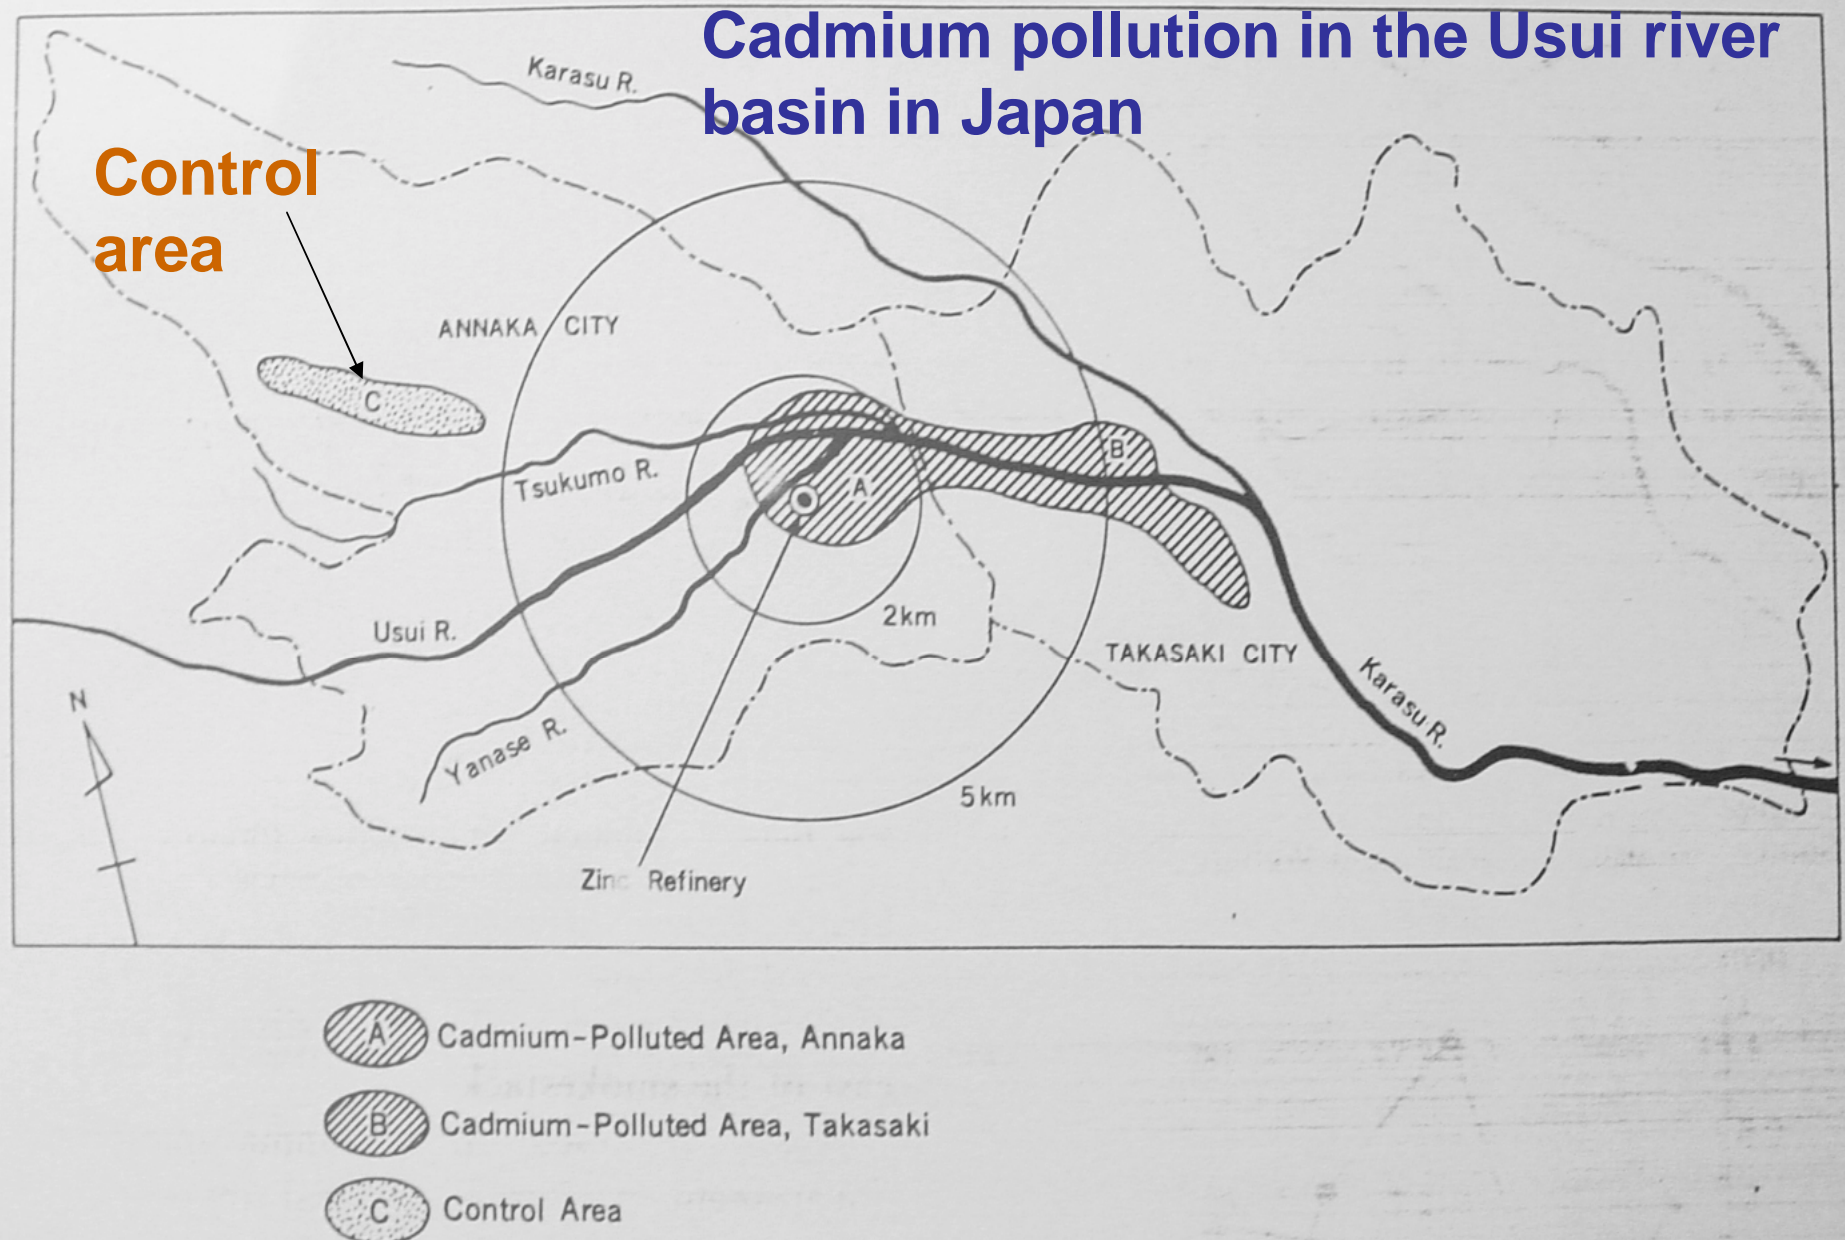 Cadmium pollution in the Usui river
basin in Japan
Karasu R.
Control
area
ANNAKA CITY
C
B
Tsukumo R.
A
2km
Usui R.
TAKASAKI CITY
Karasu R.
N
Yanase R.
5km
Zinc Refinery
A Cadmium-Polluted Area, Annaka
B Cadmium-Polluted Area, Takasaki
C Control Area